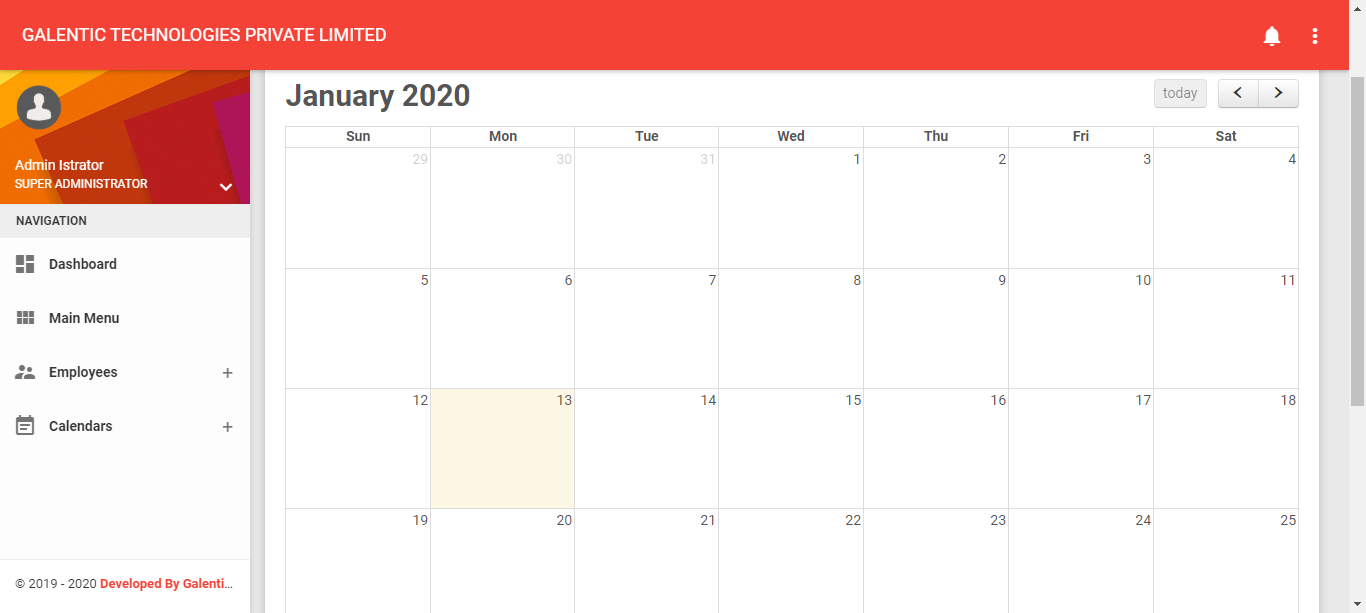 GALENTIC TECHNOLOGIES PRIVATE LIMITED
Admin Istrator
SUPER ADMINISTRATOR
NAVIGATION
Dashboard
Main Menu
Employees +
Calendars +
© 2019 - 2020 Developed By Galenti...
January 2020
today
Sun Mon Tue Wed Thu Fri Sat
29 30 31 1 2 3 4
5 6 7 8 9 10 11
12 13 14 15 16 17 18
19 20 21 22 23 24 25